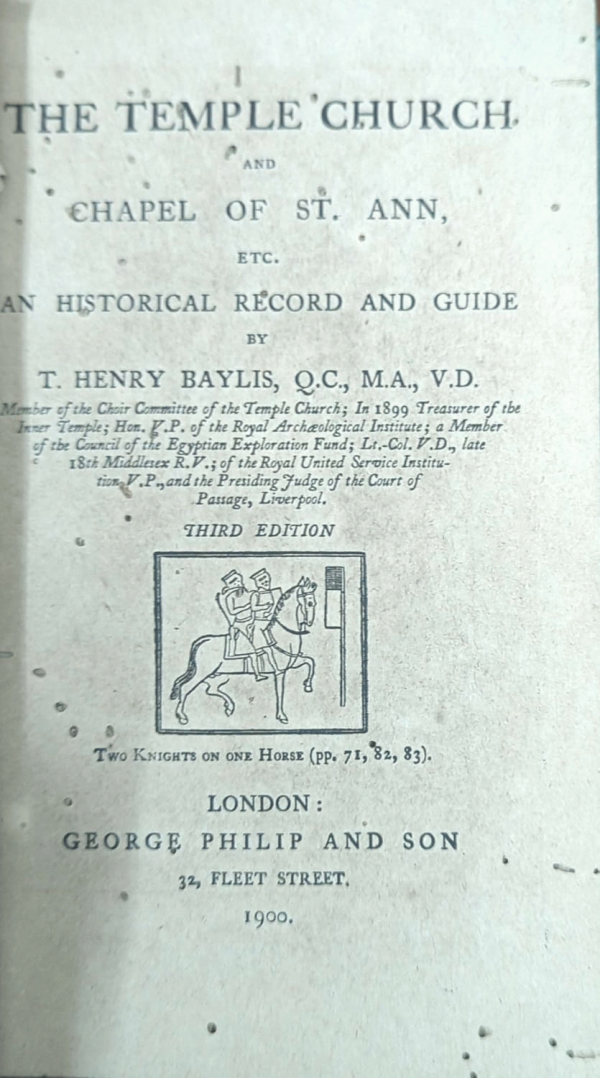 THE TEMPLE CHURCH
AND
CHAPEL OF ST. ANN,
ETC.
AN HISTORICAL RECORD AND GUIDE
BY
T. HENRY BAYLIS, Q.C., M.A., V.D.
Member of the Choir Committee of the Temple Church; In 1899 Treasurer of the
Inner Temple; Hon. V.P. of the Royal Archæological Institute; a Member
of the Council of the Egyptian Exploration Fund; Lt.-Col. V.D., late
18th Middlesex R.V.; of the Royal United Service Institu-
tion V.P., and the Presiding Judge of the Court of
Passage, Liverpool.
THIRD EDITION
TWO KNIGHTS ON ONE HORSE (pp. 71, 82, 83).
LONDON:
GEORGE PHILIP AND SON
32, FLEET STREET.
1900.